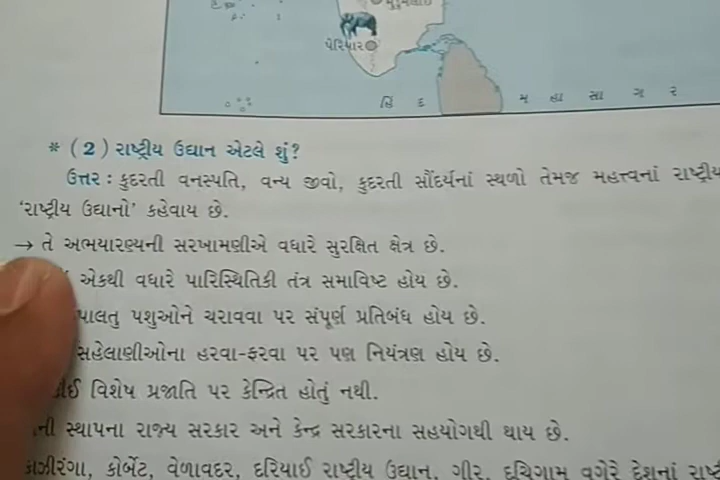 પેરિયાર
હિં દ મ હા સા ગ ર
* (2) રાષ્ટ્રીય ઉદ્યાન એટલે શું?
ઉત્તર : કુદરતી વનસ્પતિ, વન્ય જીવો, કુદરતી સૌંદર્યનાં સ્થળો તેમજ મહત્ત્વનાં રાષ્ટ્રીય
'રાષ્ટ્રીય ઉદ્યાનો' કહેવાય છે.
→ તે અભયારણ્યની સરખામણીએ વધારે સુરક્ષિત ક્ષેત્ર છે.
એકથી વધારે પારિસ્થિતિકી તંત્ર સમાવિષ્ટ હોય છે.
પાલતુ પશુઓને ચરાવવા પર સંપૂર્ણ પ્રતિબંધ હોય છે.
સહેલાણીઓના હરવા-ફરવા પર પણ નિયંત્રણ હોય છે.
કોઈ વિશેષ પ્રજાતિ પર કેન્દ્રિત હોતું નથી.
સ્થાપના રાજ્ય સરકાર અને કેન્દ્ર સરકારના સહયોગથી થાય છે.
કાઝીરંગા, કોર્બેટ, વેળાવદર, દરિયાઈ રાષ્ટ્રીય ઉદ્યાન, ગીર, દચિગામ વગેરે દેશનાં